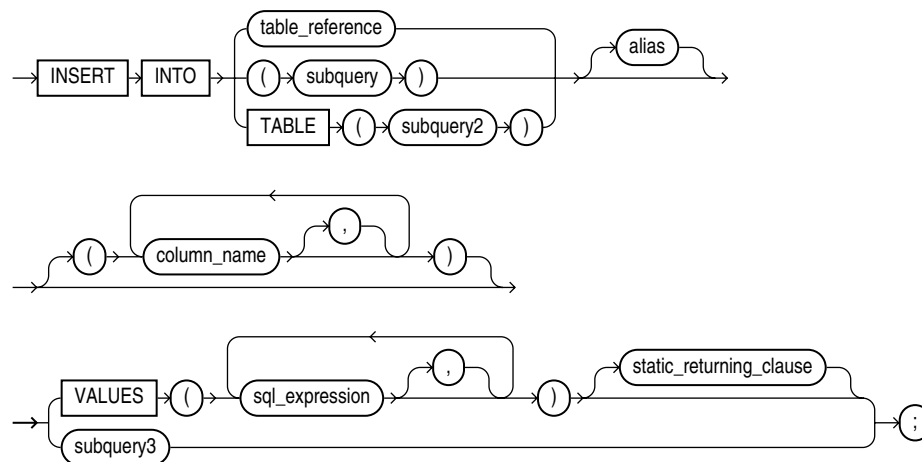 table_reference
alias
INSERT INTO ( subquery )
TABLE ( subquery2 )
,
( column_name )
,
static_returning_clause
VALUES ( sql_expression )
subquery3 ;